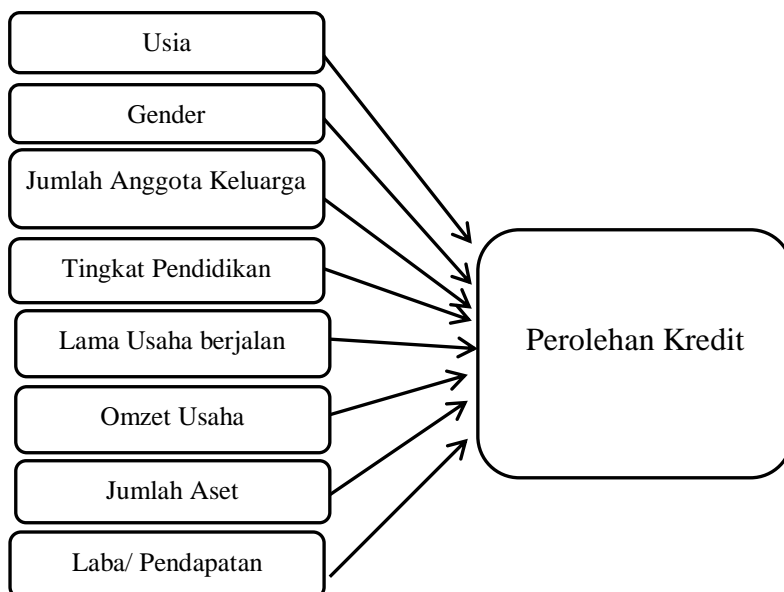 Usia
Gender
Jumlah Anggota Keluarga
Tingkat Pendidikan
Lama Usaha berjalan
Omzet Usaha
Jumlah Aset
Laba/ Pendapatan
Perolehan Kredit